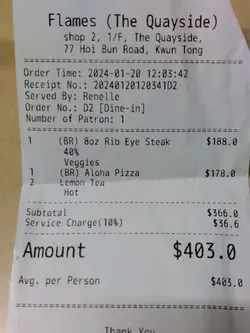 Flames (The Quayside)
shop 2, 1/F, The Quayside,
77 Hoi Bun Road, Kwun Tong
Order Time: 2024-01-20 12:03:42
Receipt No.: 20240120120341D2
Served By: Renelle
Order No.: D2 [Dine-in]
Number of Patron: 1
1 (BR) 8oz Rib Eye Steak $188.0
40%
Veggies
1 (BR) Aloha Pizza $178.0
2 Lemon Tea
Hot
Subtotal $366.0
Service Charge(10%) $36.6
Amount $403.0
Avg. per Person $403.0
Thank You